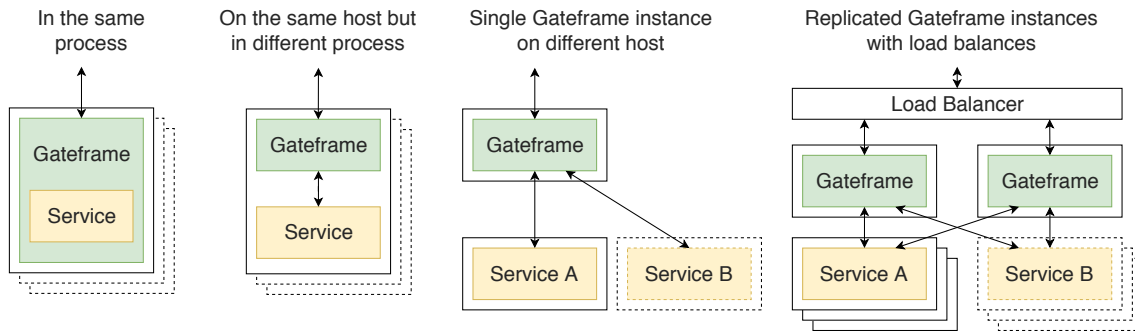 In the same
process
On the same host but
in different process
Single Gateframe instance
on different host
Replicated Gateframe instances
with load balances
Gateframe
Service
Gateframe
Service
Gateframe
Service A
Service B
Load Balancer
Gateframe
Gateframe
Service A
Service B